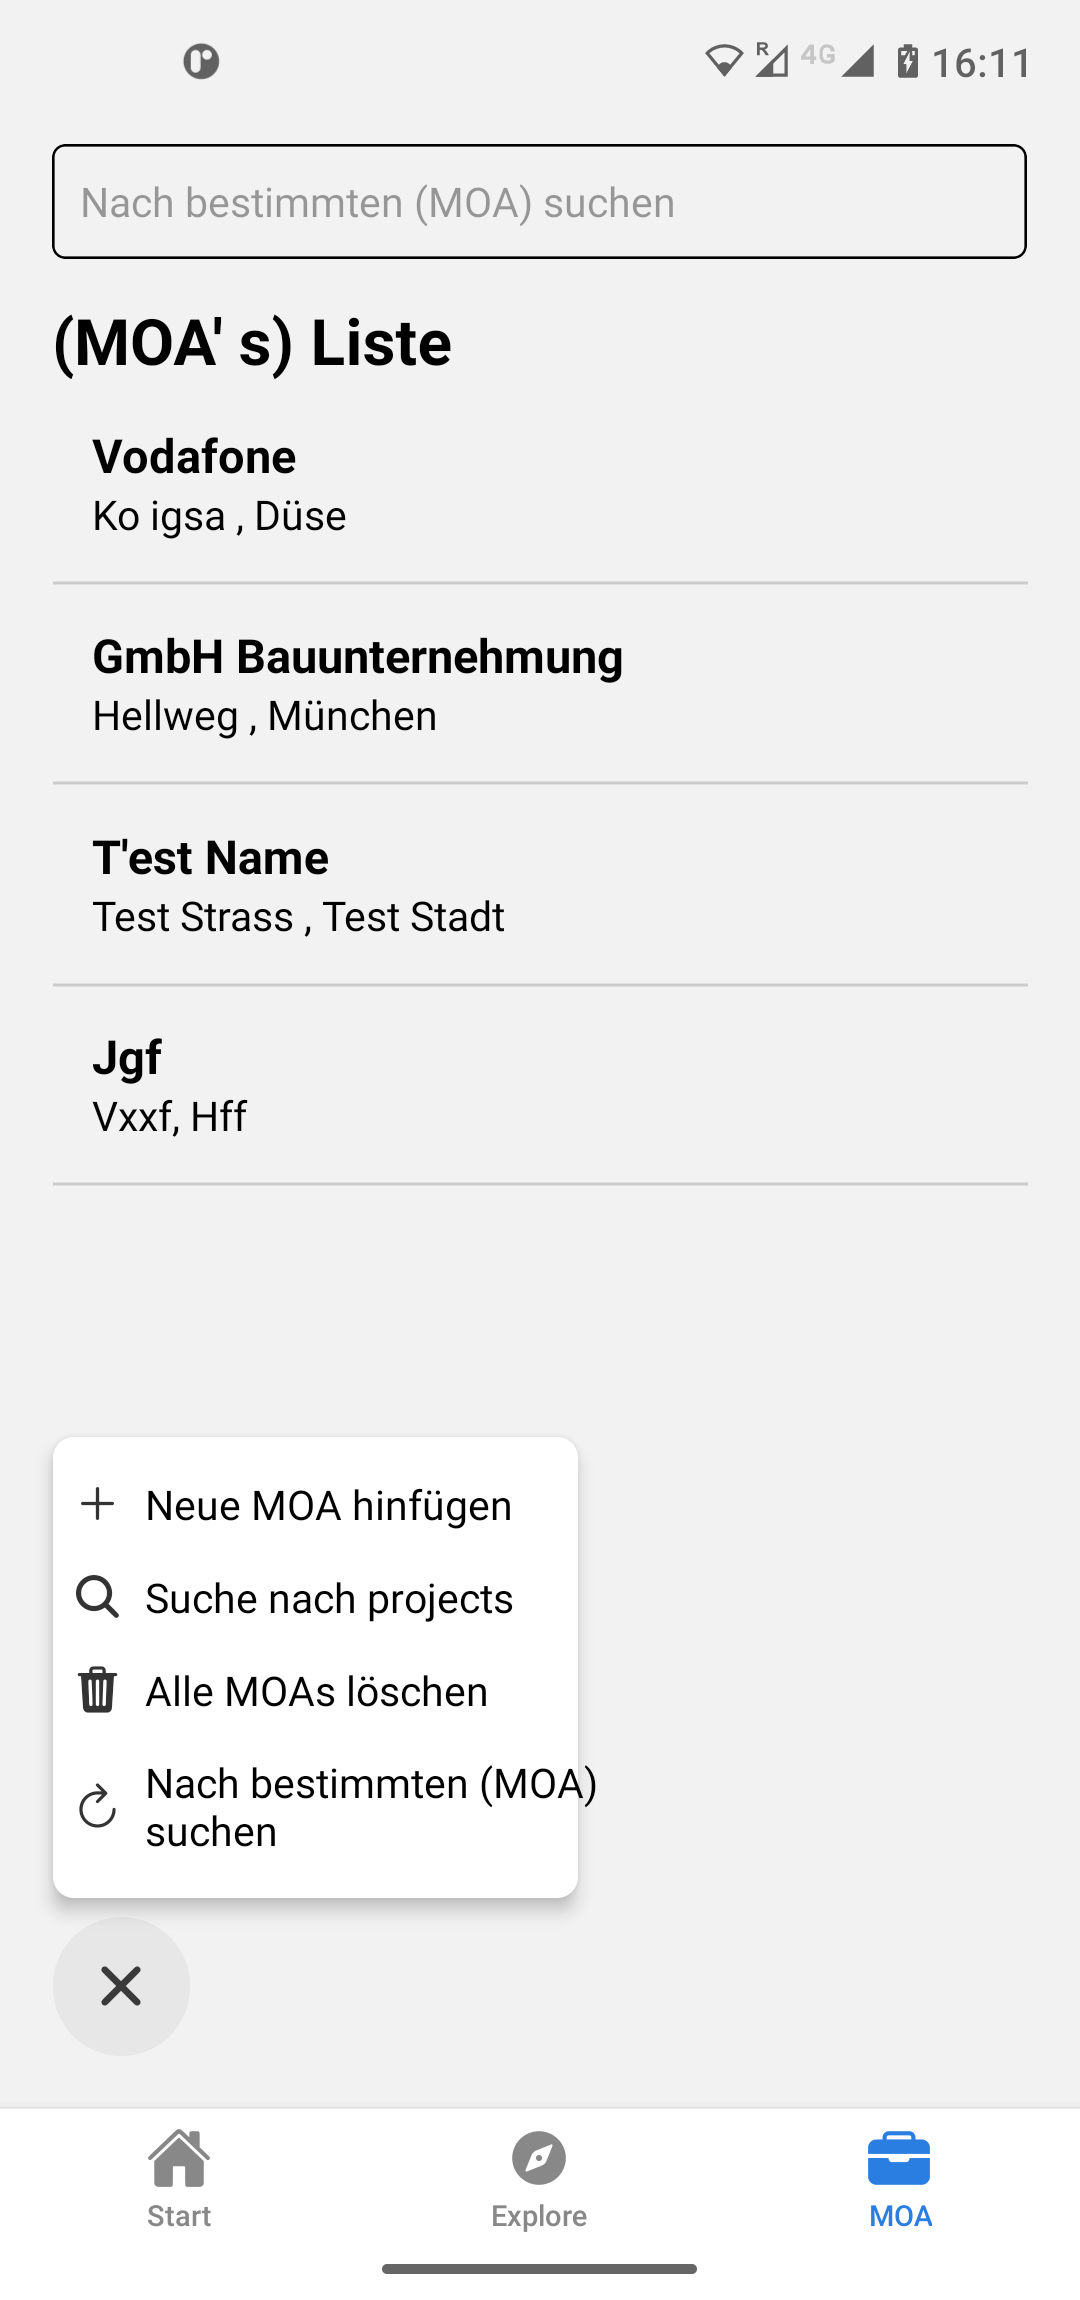 R 4G 16:11
Nach bestimmten (MOA) suchen
(MOA' s) Liste
Vodafone
Ko igsa , Düse
GmbH Bauunternehmung
Hellweg , München
T'est Name
Test Strass , Test Stadt
Jgf
Vxxf, Hff
Neue MOA hinfügen
Suche nach projects
Alle MOAs löschen
Nach bestimmten (MOA)
suchen
Start Explore MOA